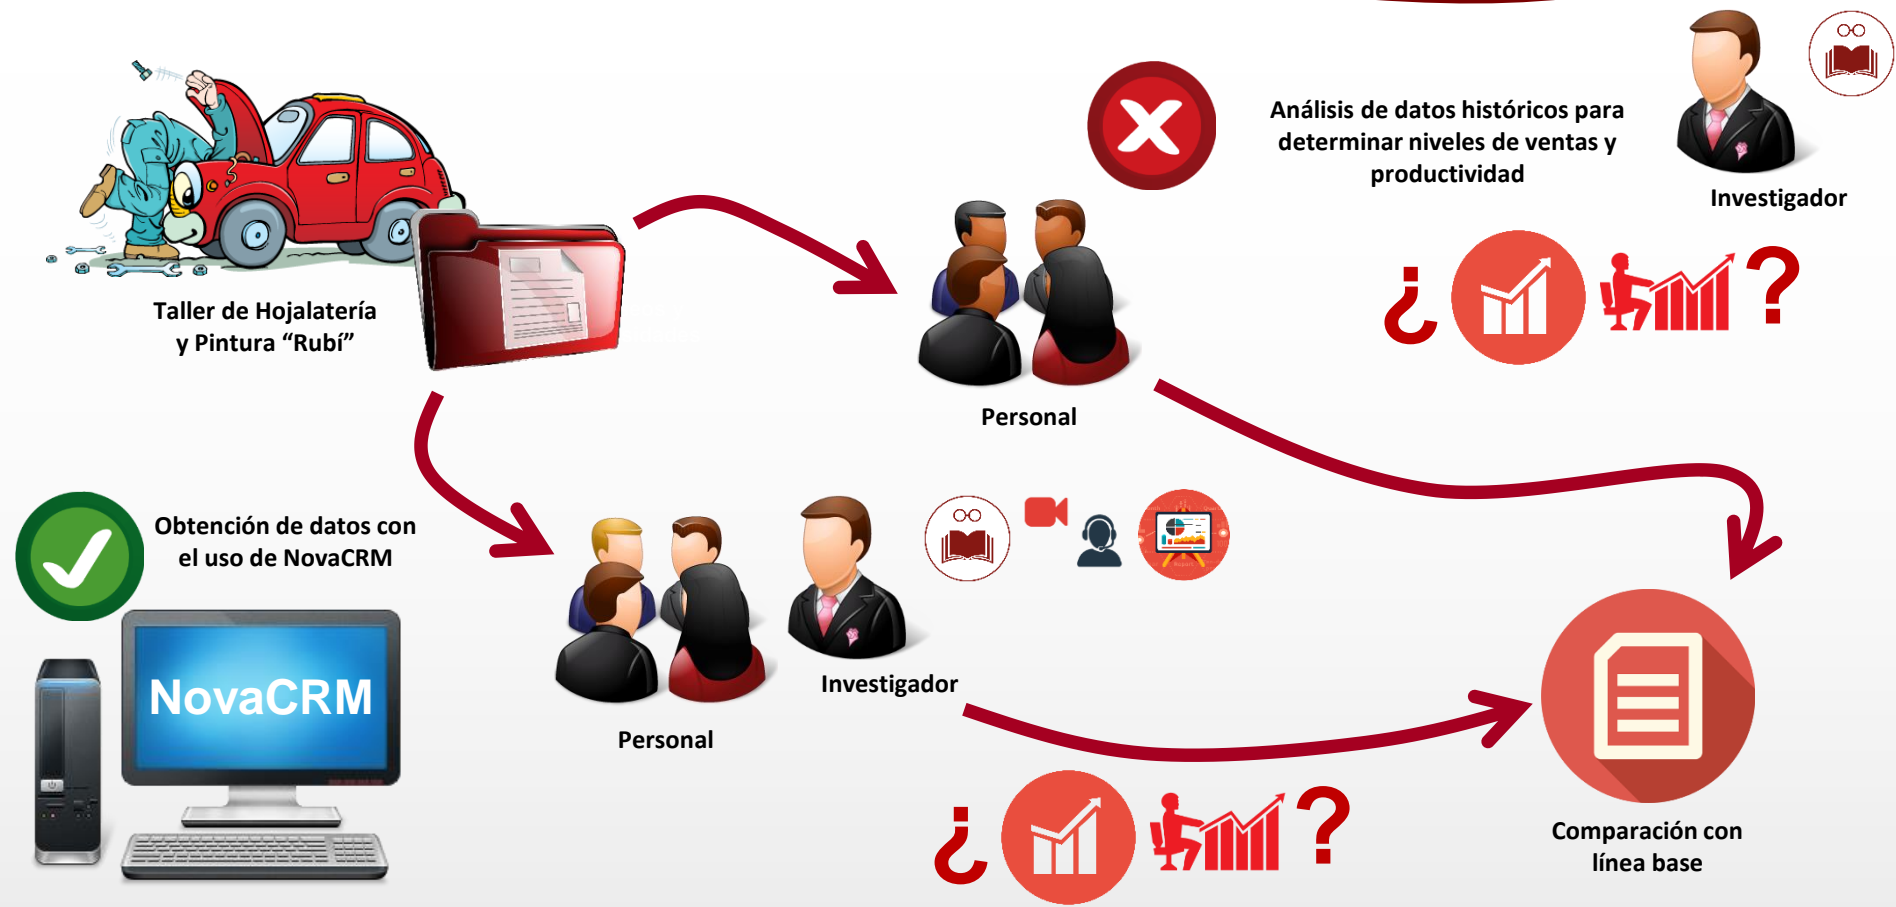 Análisis de datos históricos para
determinar niveles de ventas y
productividad
Investigador
¿ ?
Taller de Hojalatería
y Pintura “Rubí”
Personal
Obtención de datos con
el uso de NovaCRM
NovaCRM
Investigador
Personal
¿ ?
Comparación con
línea base